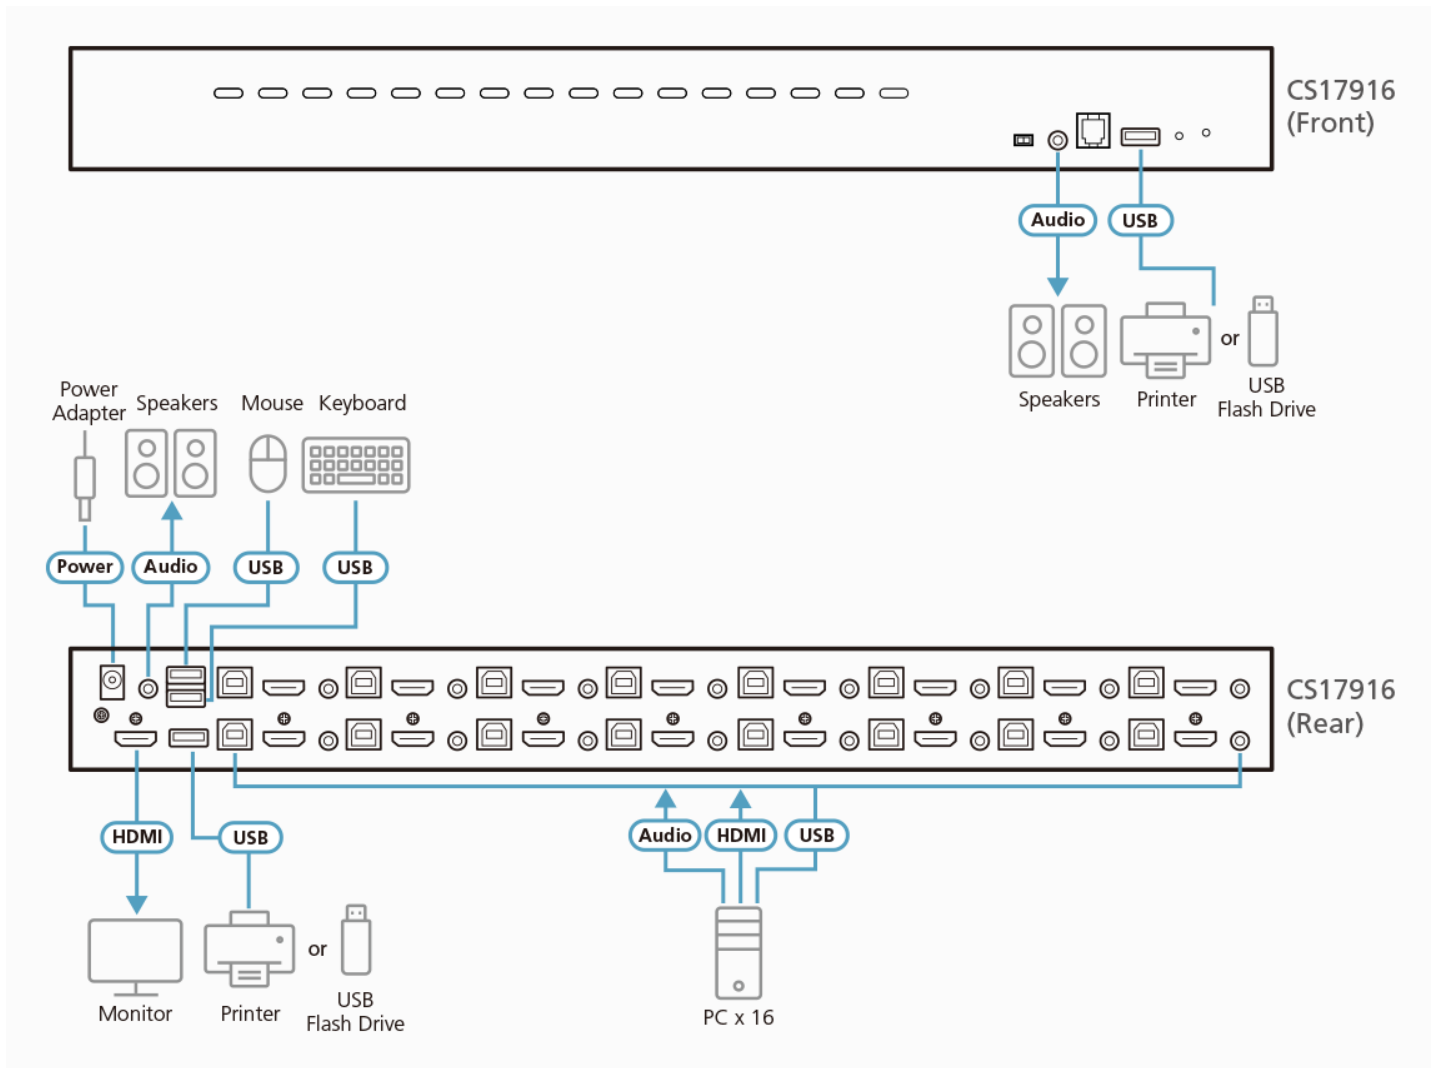 CS17916
(Front)
Audio
USB
or
Speakers
Printer
USB
Flash Drive
Power
Adapter
Speakers
Mouse
Keyboard
Power
Audio
USB
USB
CS17916
(Rear)
HDMI
USB
Audio
HDMI
USB
or
Monitor
Printer
USB
Flash Drive
PC x 16